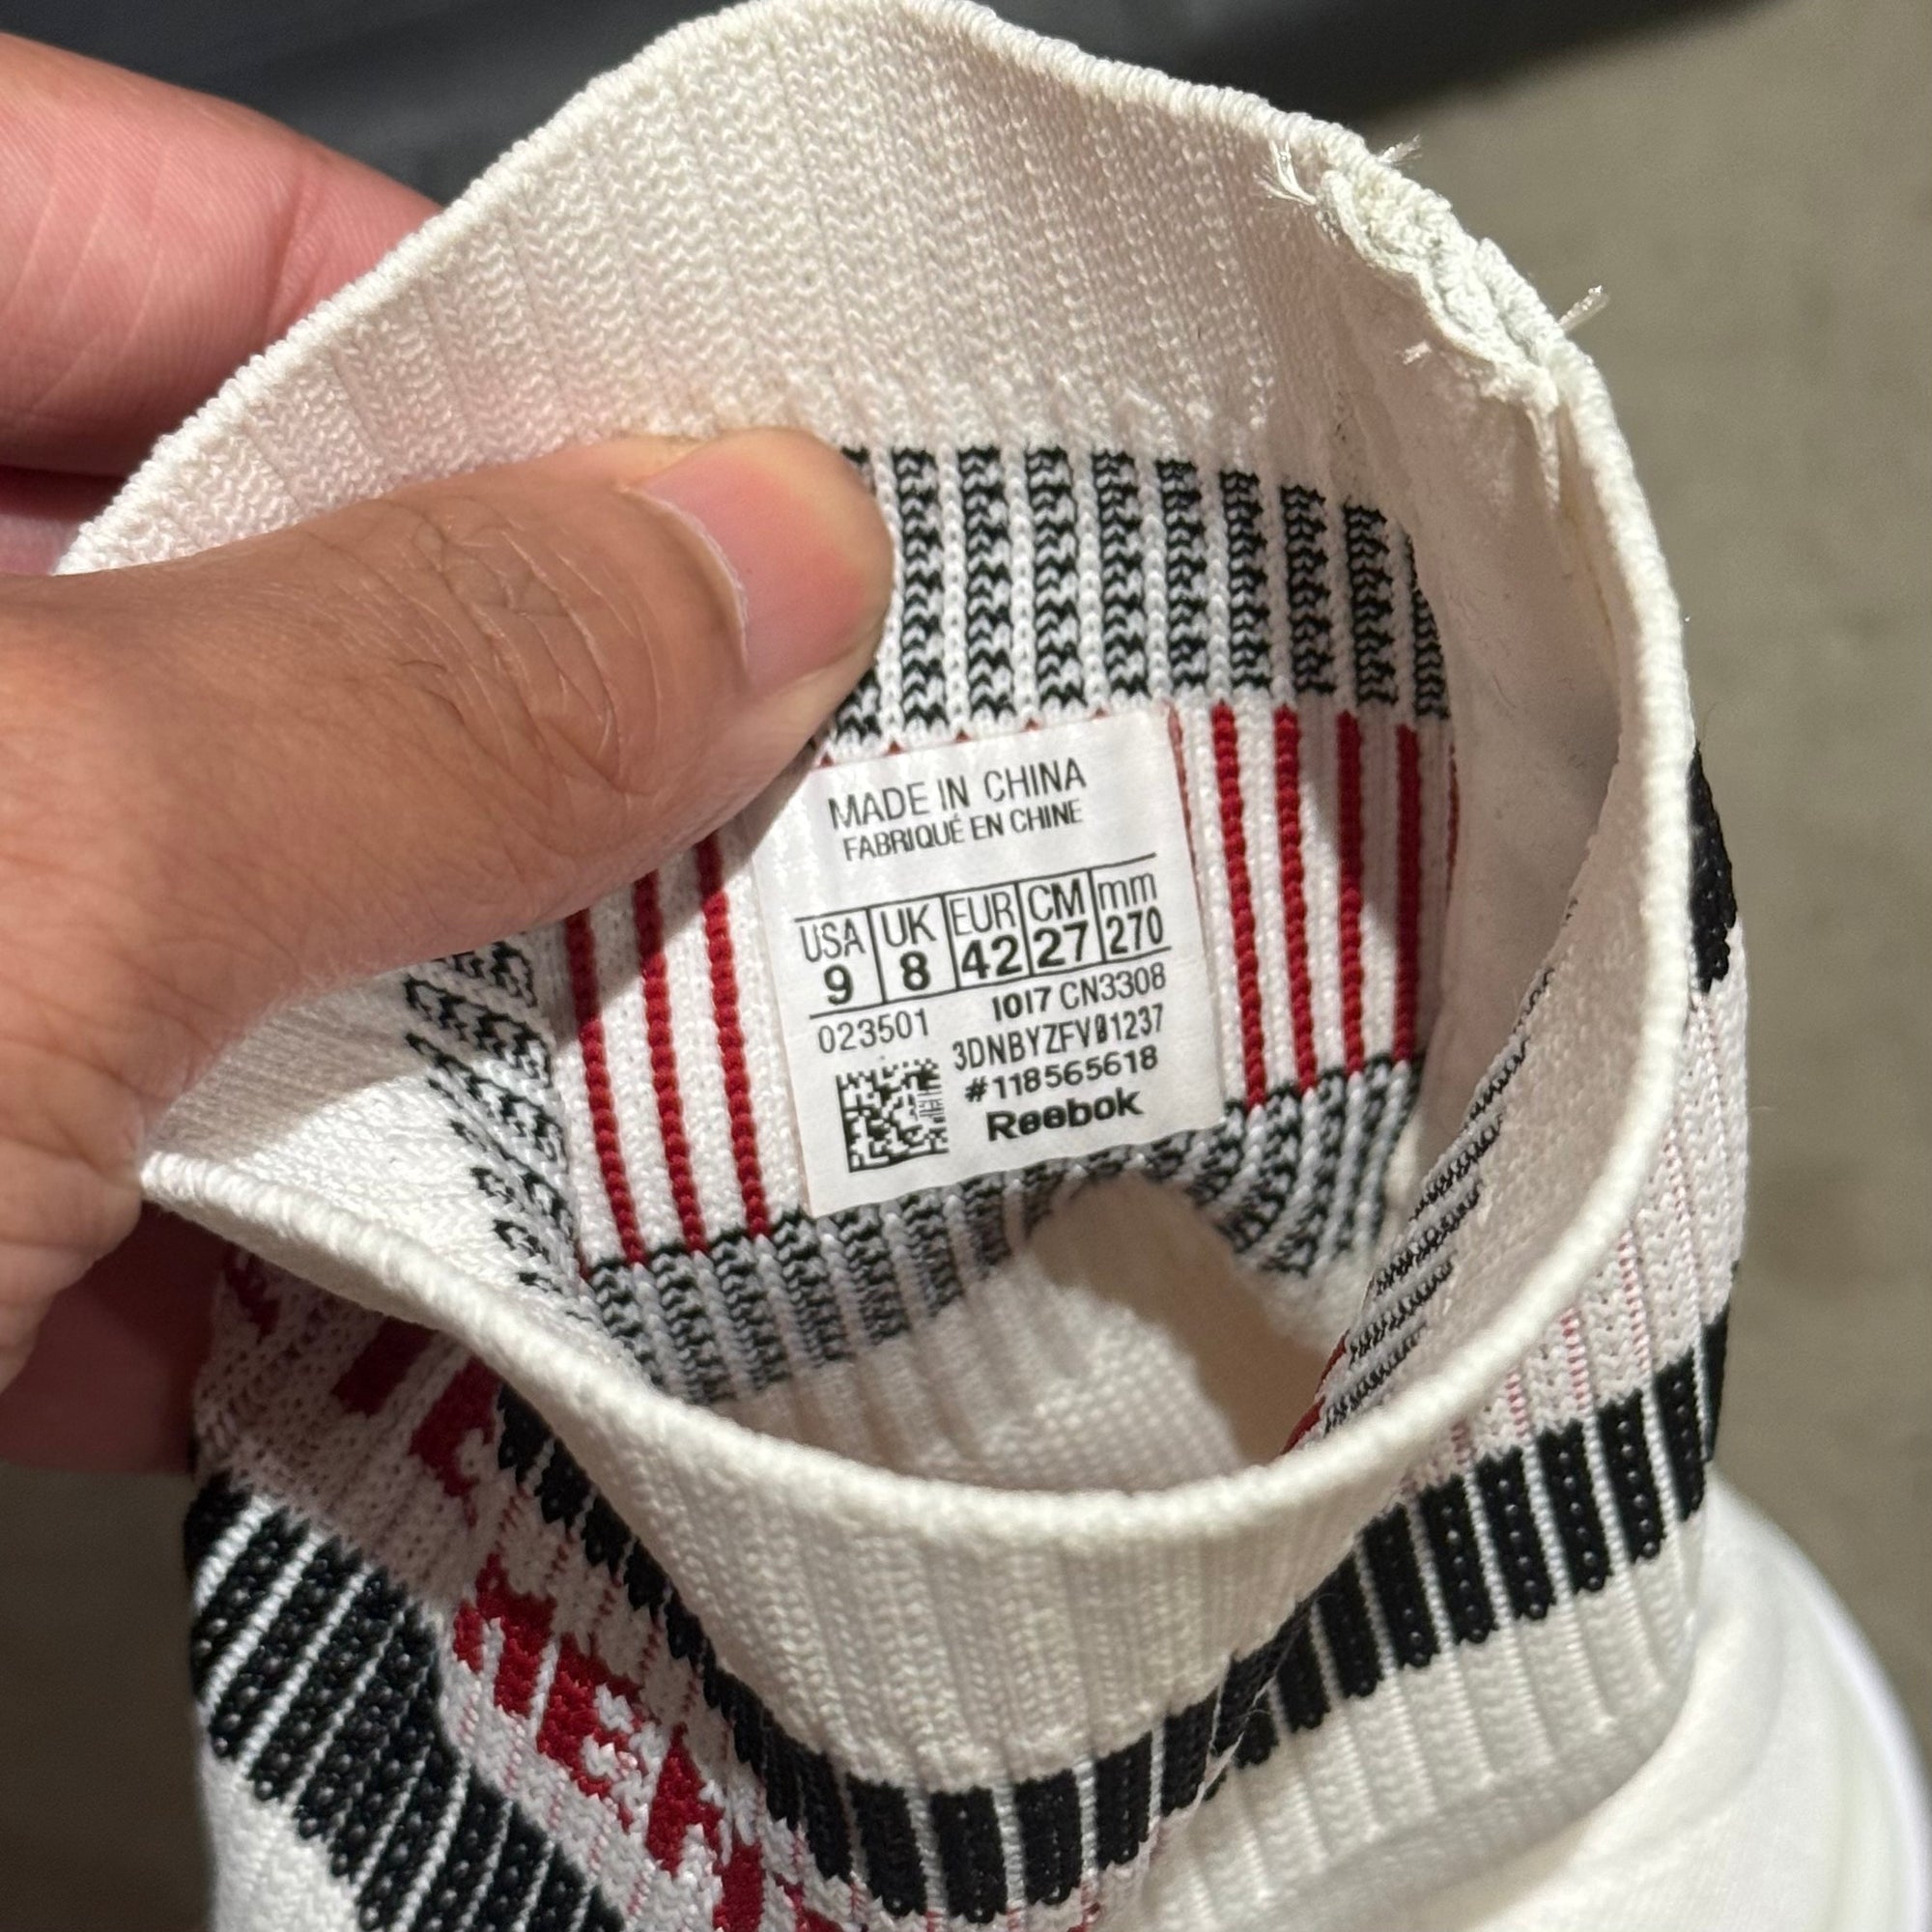 MADE IN CHINA
FABRIQUÉ EN CHINE
USA UK EUR CM mm
9 8 42 27 270
023501 1017 CN3308
3DNBYZFV01237
#118565618
Reebok